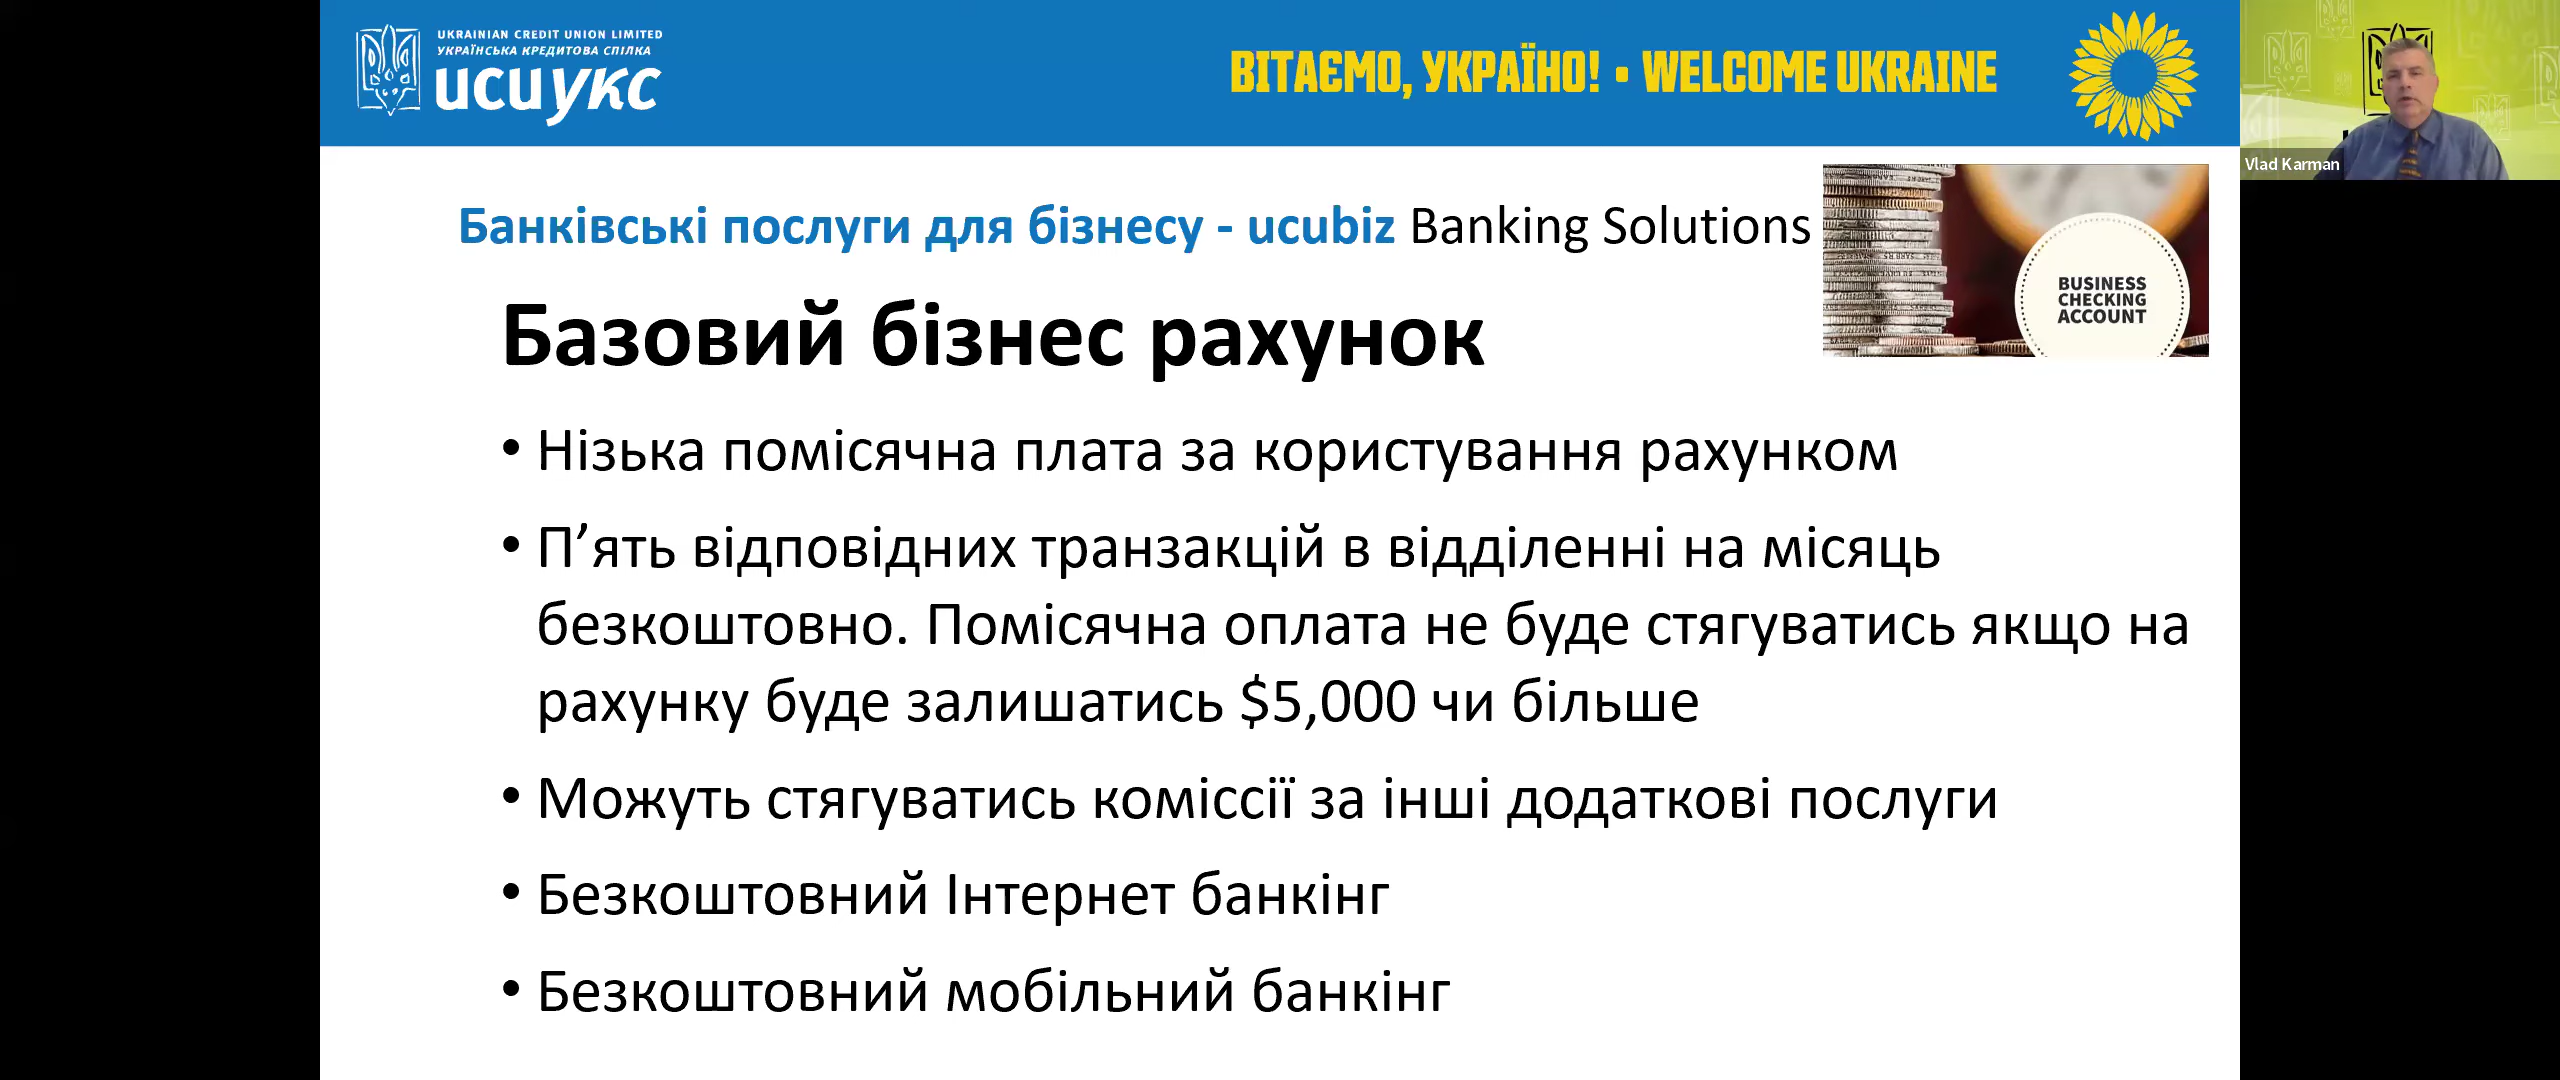 UKRAINIAN CREDIT UNION LIMITED
УКРАЇНСЬКА КРЕДИТОВА СПІЛКА
ucu укс
ВІТАЄМО, УКРАЇНО! • WELCOME UKRAINE
Vlad Karman
Банківські послуги для бізнесу - ucubiz Banking Solutions
BUSINESS
CHECKING
ACCOUNT
Базовий бізнес рахунок
• Нізька помісячна плата за користування рахунком
• П’ять відповідних транзакцій в відділенні на місяць
безкоштовно. Помісячна оплата не буде стягуватись якщо на
рахунку буде залишатись $5,000 чи більше
• Можуть стягуватись коміссії за інші додаткові послуги
• Безкоштовний Інтернет банкінг
• Безкоштовний мобільний банкінг